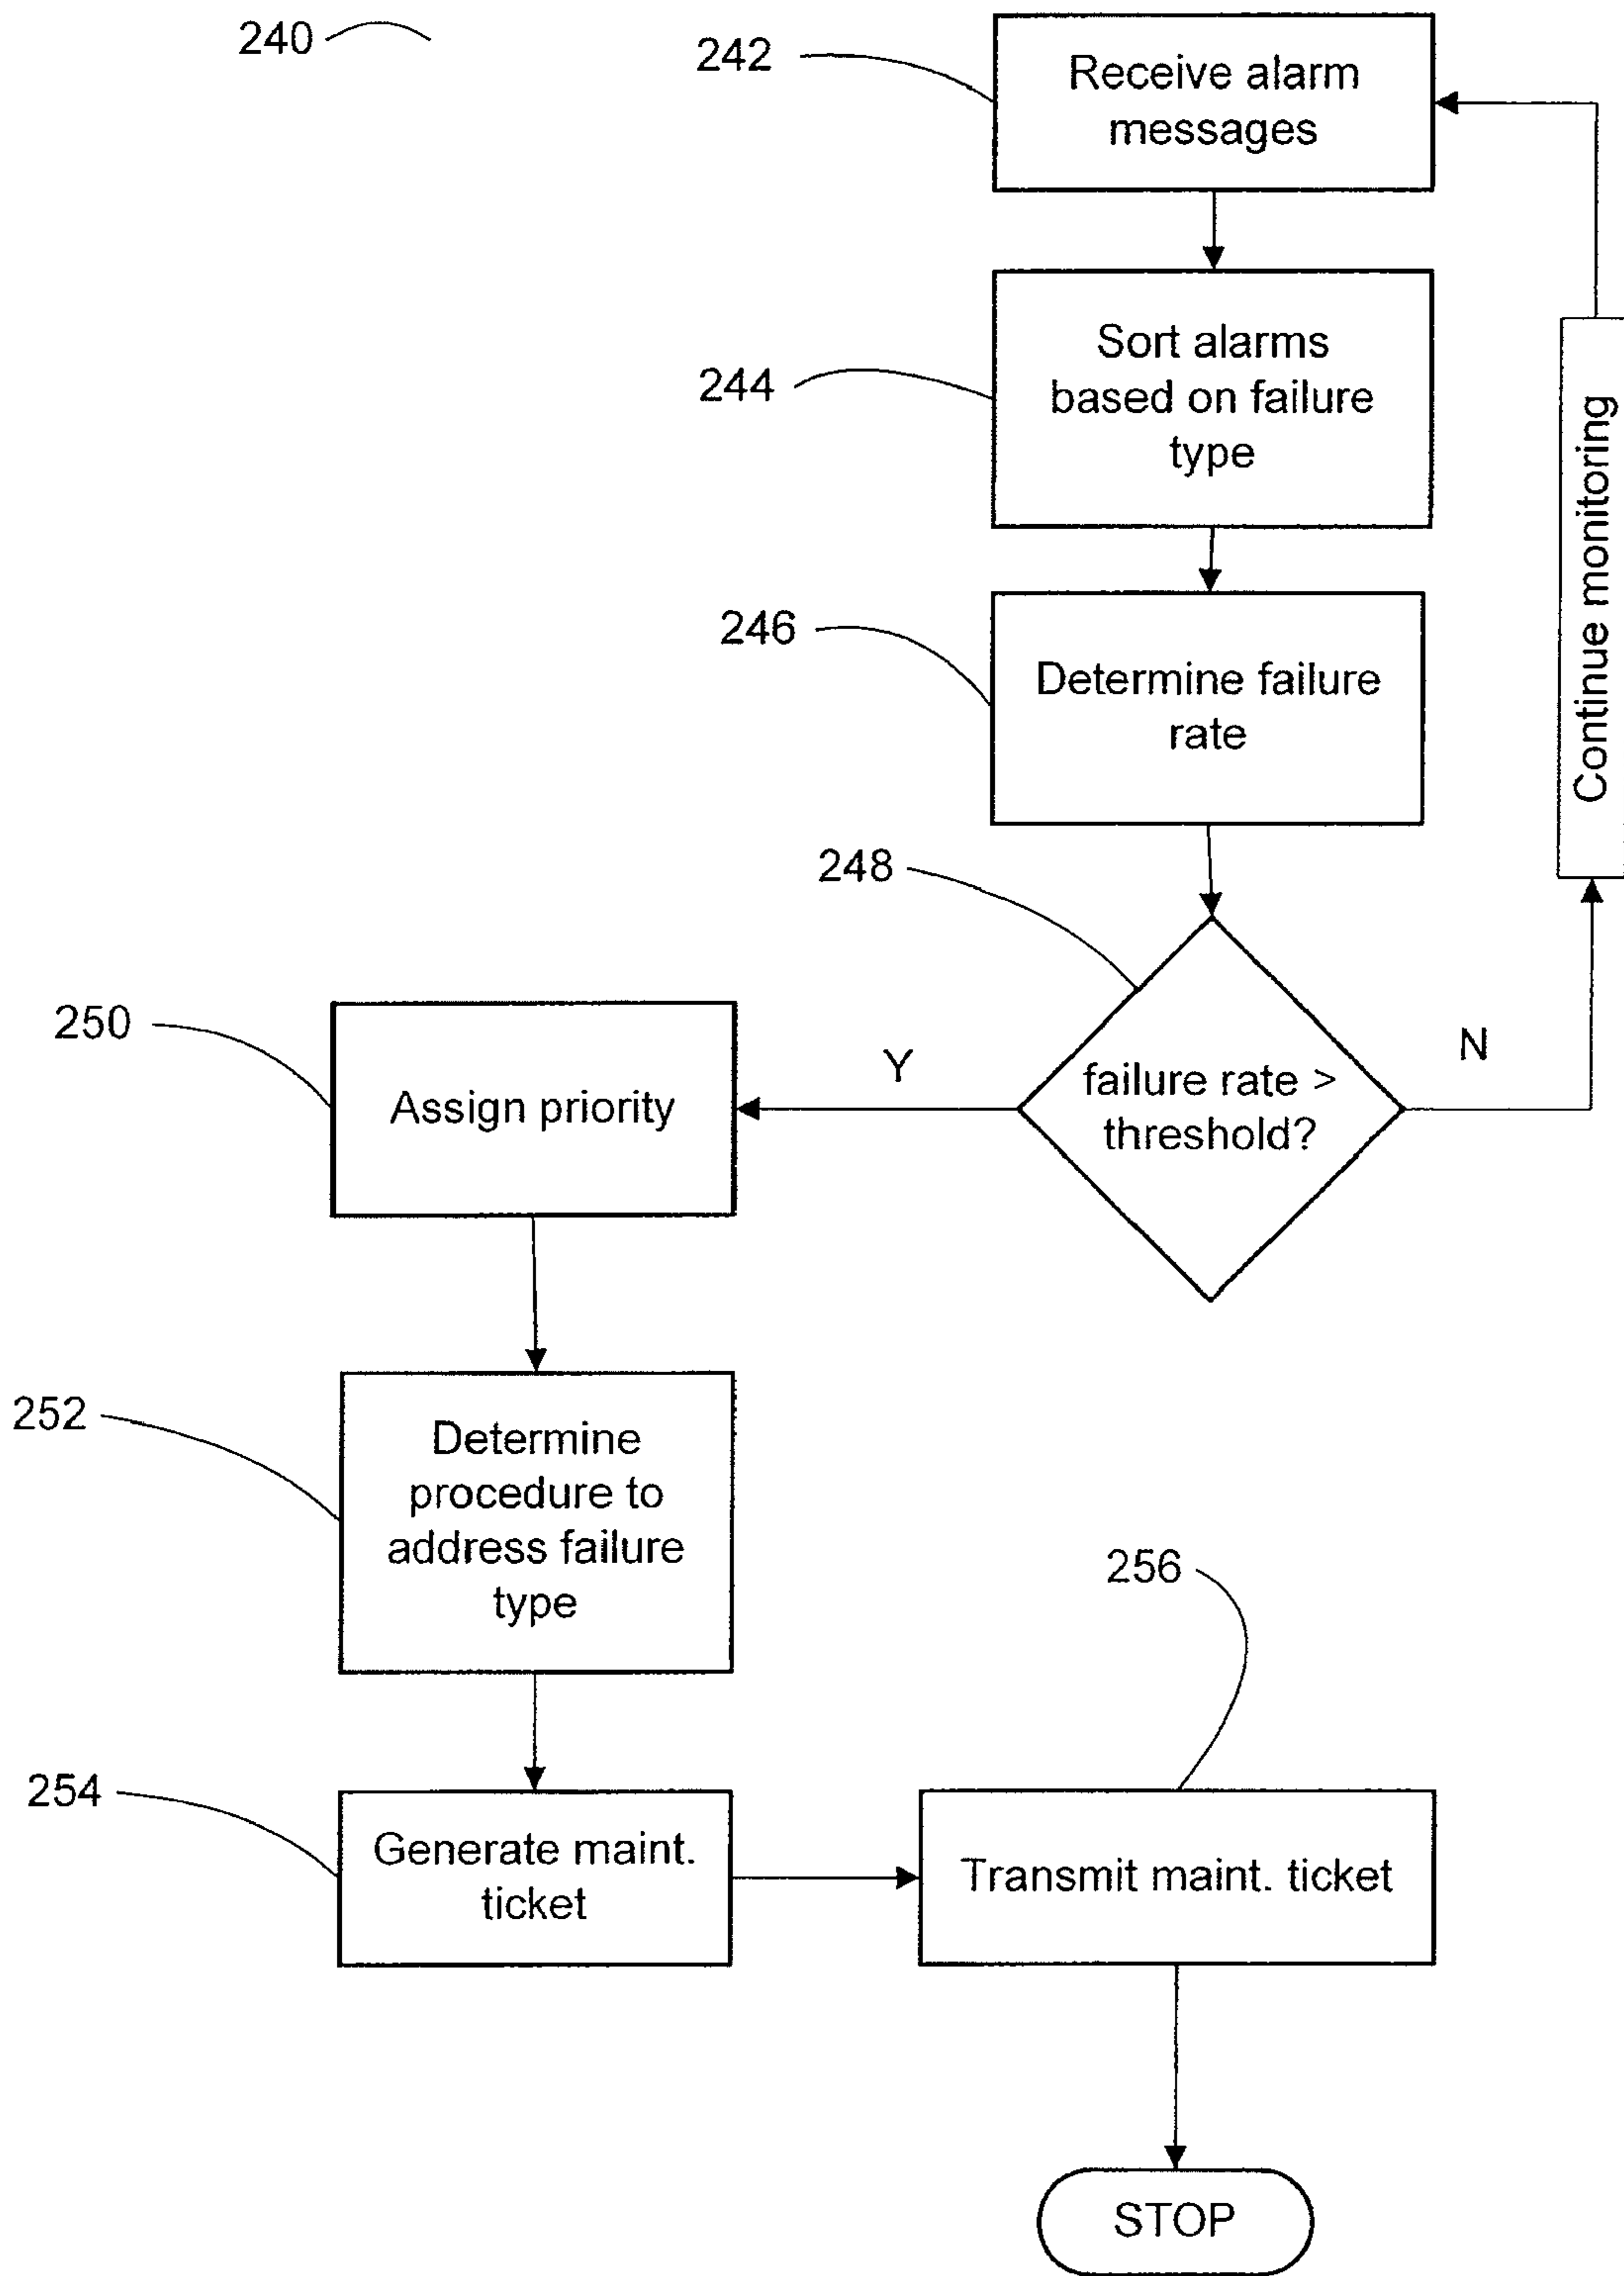 240
242
Receive alarm
messages
244
Sort alarms
based on failure
type
Continue monitoring
246
Determine failure
rate
248
failure rate >
threshold?
Y
N
250
Assign priority
252
Determine
procedure to
address failure
type
254
Generate maint.
ticket
256
Transmit maint. ticket
STOP